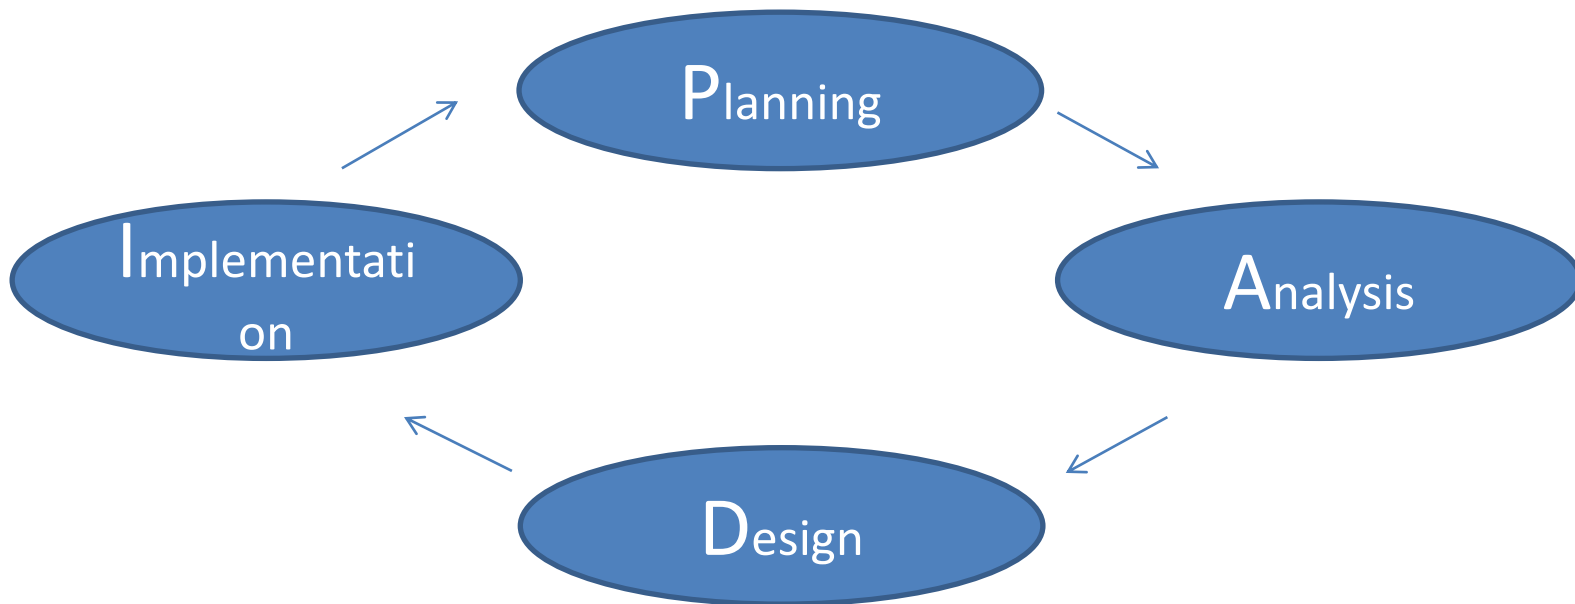 Planning
Implementati
on
Analysis
Design